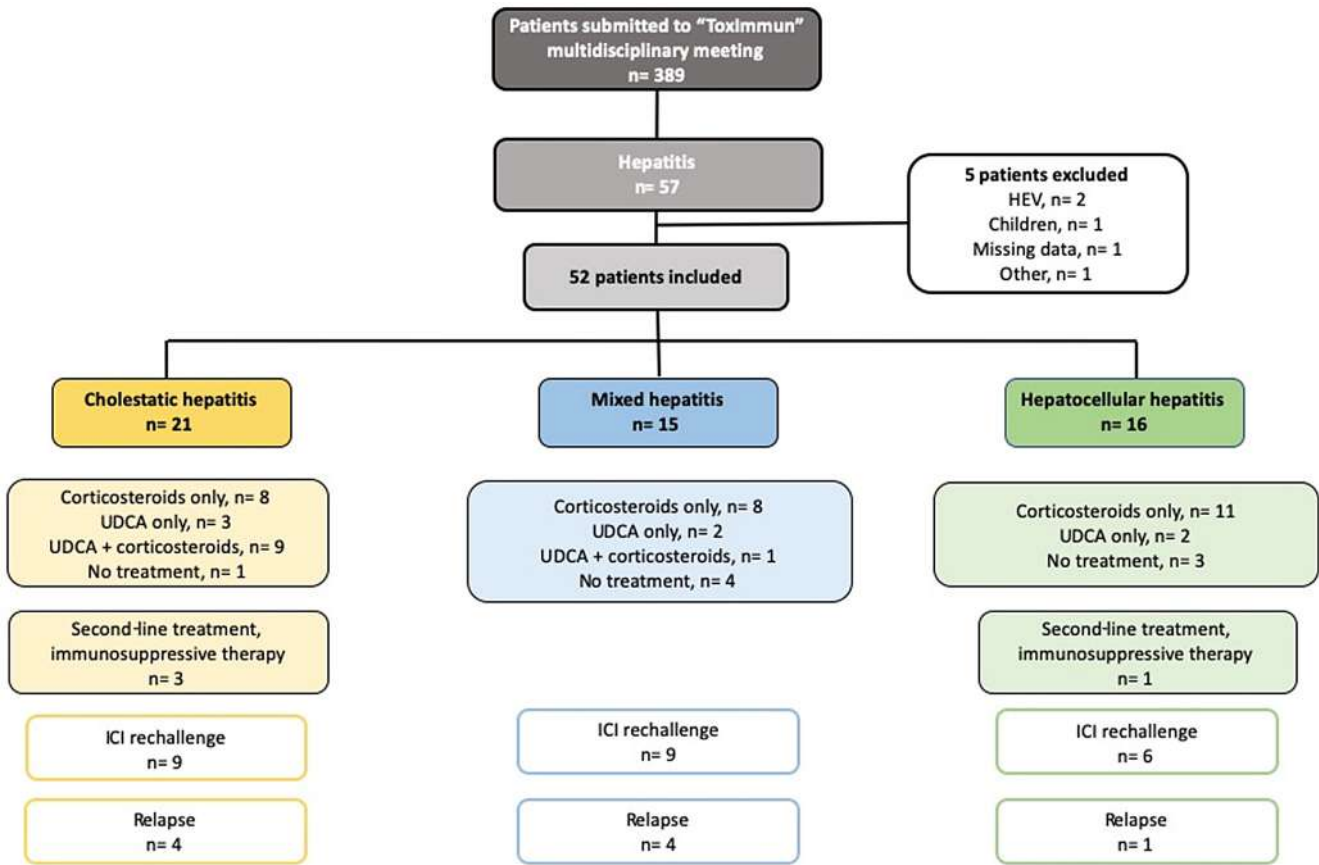 Patients submitted to “ToxImmun”
multidisciplinary meeting
n= 389
Hepatitis
n= 57
5 patients excluded
HEV, n= 2
Children, n= 1
Missing data, n= 1
Other, n= 1
52 patients included
Cholestatic hepatitis
n= 21
Mixed hepatitis
n= 15
Hepatocellular hepatitis
n= 16
Corticosteroids only, n= 8
UDCA only, n= 3
UDCA + corticosteroids, n= 9
No treatment, n= 1
Corticosteroids only, n= 8
UDCA only, n= 2
UDCA + corticosteroids, n= 1
No treatment, n= 4
Corticosteroids only, n= 11
UDCA only, n= 2
No treatment, n= 3
Second-line treatment,
immunosuppressive therapy
n= 3
Second-line treatment,
immunosuppressive therapy
n= 1
ICI rechallenge
n= 9
ICI rechallenge
n= 9
ICI rechallenge
n= 6
Relapse
n= 4
Relapse
n= 4
Relapse
n= 1